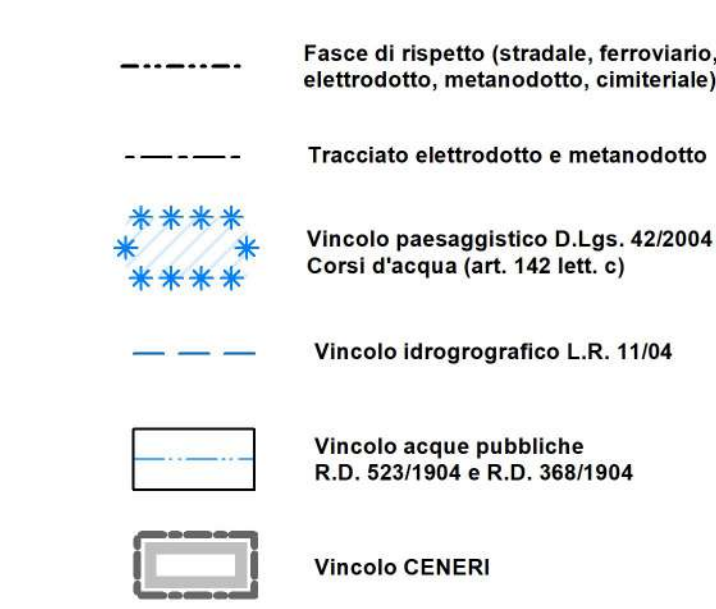 Fasce di rispetto (stradale, ferroviario,
elettrodotto, metanodotto, cimiteriale)
Tracciato elettrodotto e metanodotto
Vincolo paesaggistico D.Lgs. 42/2004
Corsi d'acqua (art. 142 lett. c)
Vincolo idrogrografico L.R. 11/04
Vincolo acque pubbliche
R.D. 523/1904 e R.D. 368/1904
Vincolo CENERI